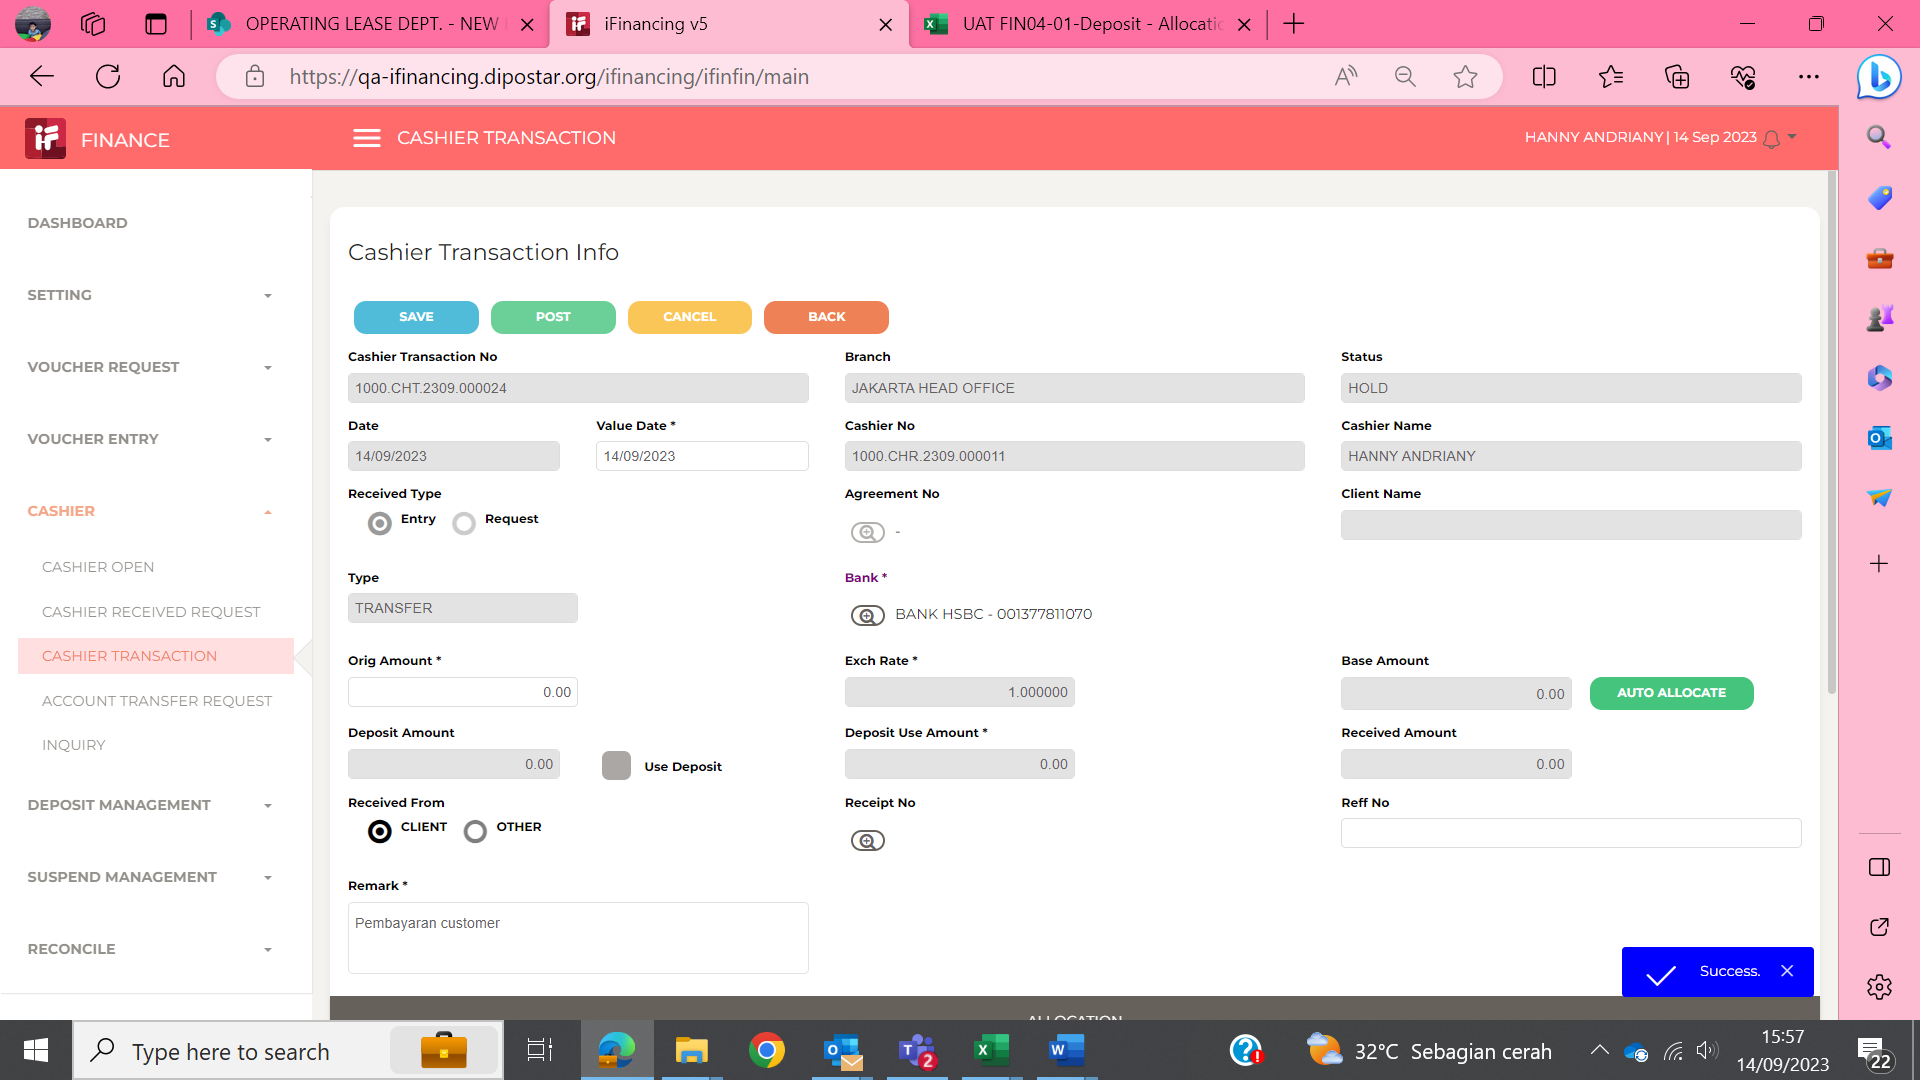 OPERATING LEASE DEPT. - NEW
iFinancing v5
UAT FIN04-01-Deposit - Allocatic
https://qa-ifinancing.dipostar.org/ifinancing/ifinfin/main
iF FINANCE
CASHIER TRANSACTION
HANNY ANDRIANY | 14 Sep 2023
DASHBOARD
SETTING
VOUCHER REQUEST
VOUCHER ENTRY
CASHIER
CASHIER OPEN
CASHIER RECEIVED REQUEST
CASHIER TRANSACTION
ACCOUNT TRANSFER REQUEST
INQUIRY
DEPOSIT MANAGEMENT
SUSPEND MANAGEMENT
RECONCILE
Cashier Transaction Info
SAVE POST CANCEL BACK
Cashier Transaction No Branch Status
1000.CHT.2309.000024 JAKARTA HEAD OFFICE HOLD
Date Value Date * Cashier No Cashier Name
14/09/2023 14/09/2023 1000.CHR.2309.000011 HANNY ANDRIANY
Received Type Agreement No Client Name
Entry Request -
Type Bank *
TRANSFER BANK HSBC - 001377811070
Orig Amount * Exch Rate * Base Amount
0.00 1.000000 0.00 AUTO ALLOCATE
Deposit Amount Deposit Use Amount * Received Amount
0.00 Use Deposit 0.00 0.00
Received From Receipt No Reff No
CLIENT OTHER
Remark *
Pembayaran customer
Success.
ALLOCATION
Type here to search
2
32°C Sebagian cerah
15:57
14/09/2023
22